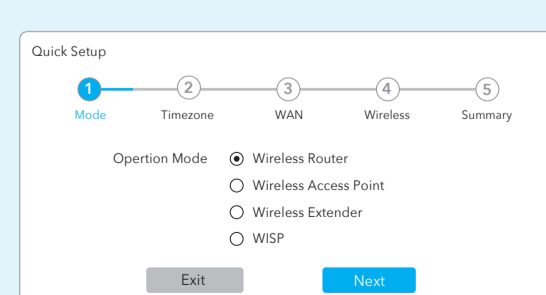 Quick Setup
1 2 3 4 5
Mode Timezone WAN Wireless Summary
Opertion Mode Wireless Router
Wireless Access Point
Wireless Extender
WISP
Exit Next